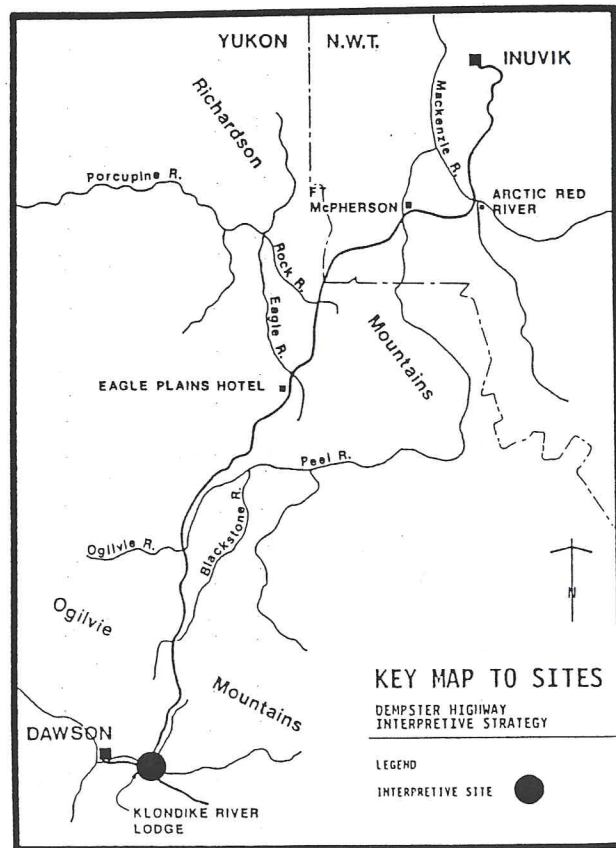 YUKON
N.W.T.
INUVIK
Richardson
Mackenzie R.
Porcupine R.
FT
McPHERSON
ARCTIC RED
RIVER
Rock R.
Eagle R.
Mountains
EAGLE PLAINS HOTEL
Peel R.
Blackstone R.
Ogilvie R.
Ogilvie
N
Mountains
KEY MAP TO SITES
DEMPSTER HIGHWAY
INTERPRETIVE STRATEGY
DAWSON
LEGEND
INTERPRETIVE SITE
KLONDIKE RIVER
LODGE